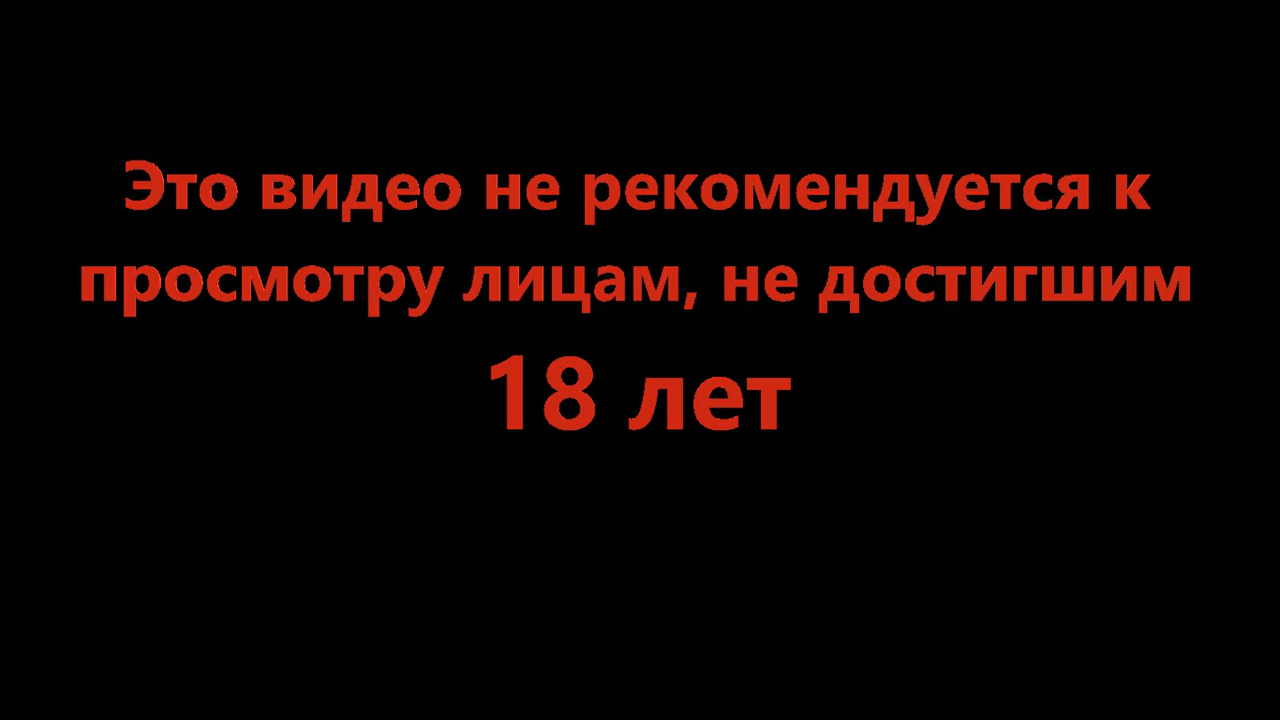 Это видео не рекомендуется к
просмотру лицам, не достигшим
18 лет